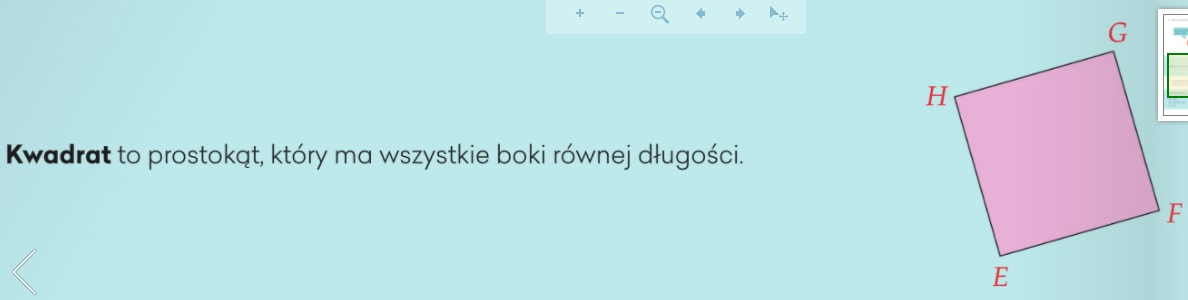 G
H
Kwadrat to prostokąt, który ma wszystkie boki równej długości.
F
E